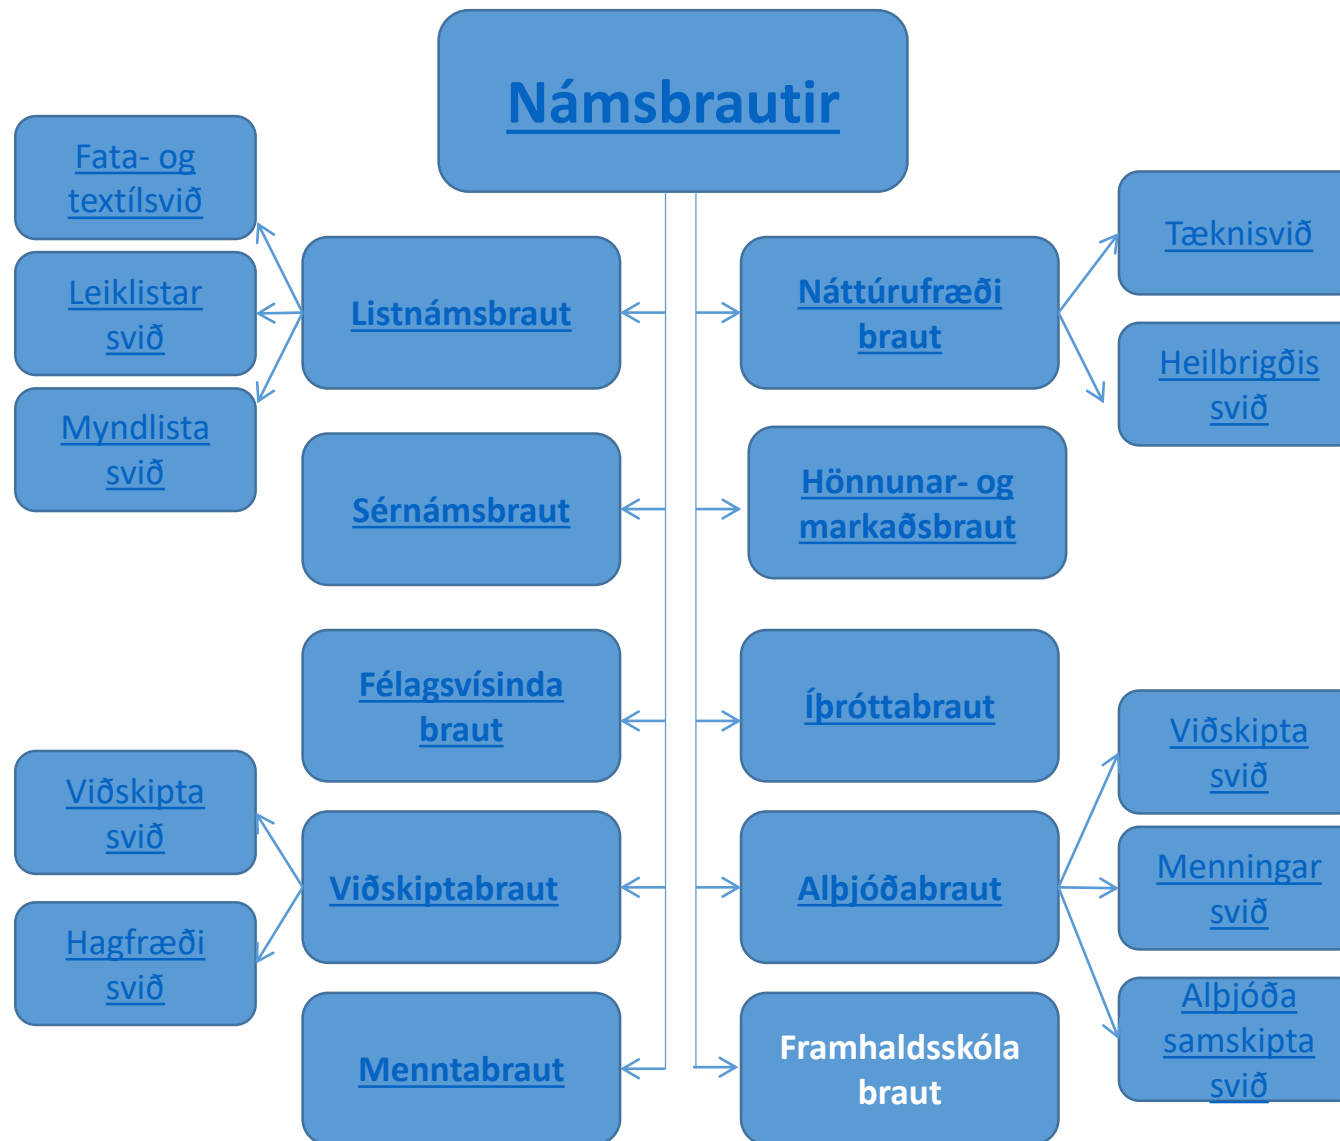 Námsbrautir
Fata- og
textílsvið
Leiklistar
svið
Myndlista
svið
Listnámsbraut
Náttúrufræði
braut
Tæknisvið
Heilbrigðis
svið
Sérnámsbraut
Hönnunar- og
markaðsbraut
Félagsvísinda
braut
Íþróttabraut
Viðskipta
svið
Hagfræði
svið
Viðskiptabraut
Alþjóðabraut
Viðskipta
svið
Menningar
svið
Alþjóða
samskipta
svið
Menntabraut
Framhaldsskóla
braut